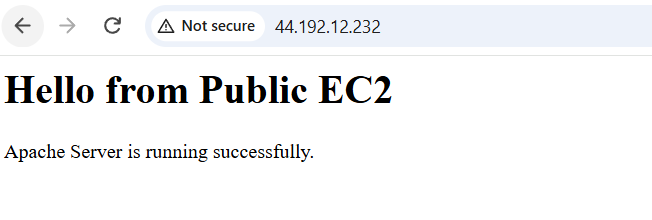 Not secure 44.192.12.232
Hello from Public EC2
Apache Server is running successfully.